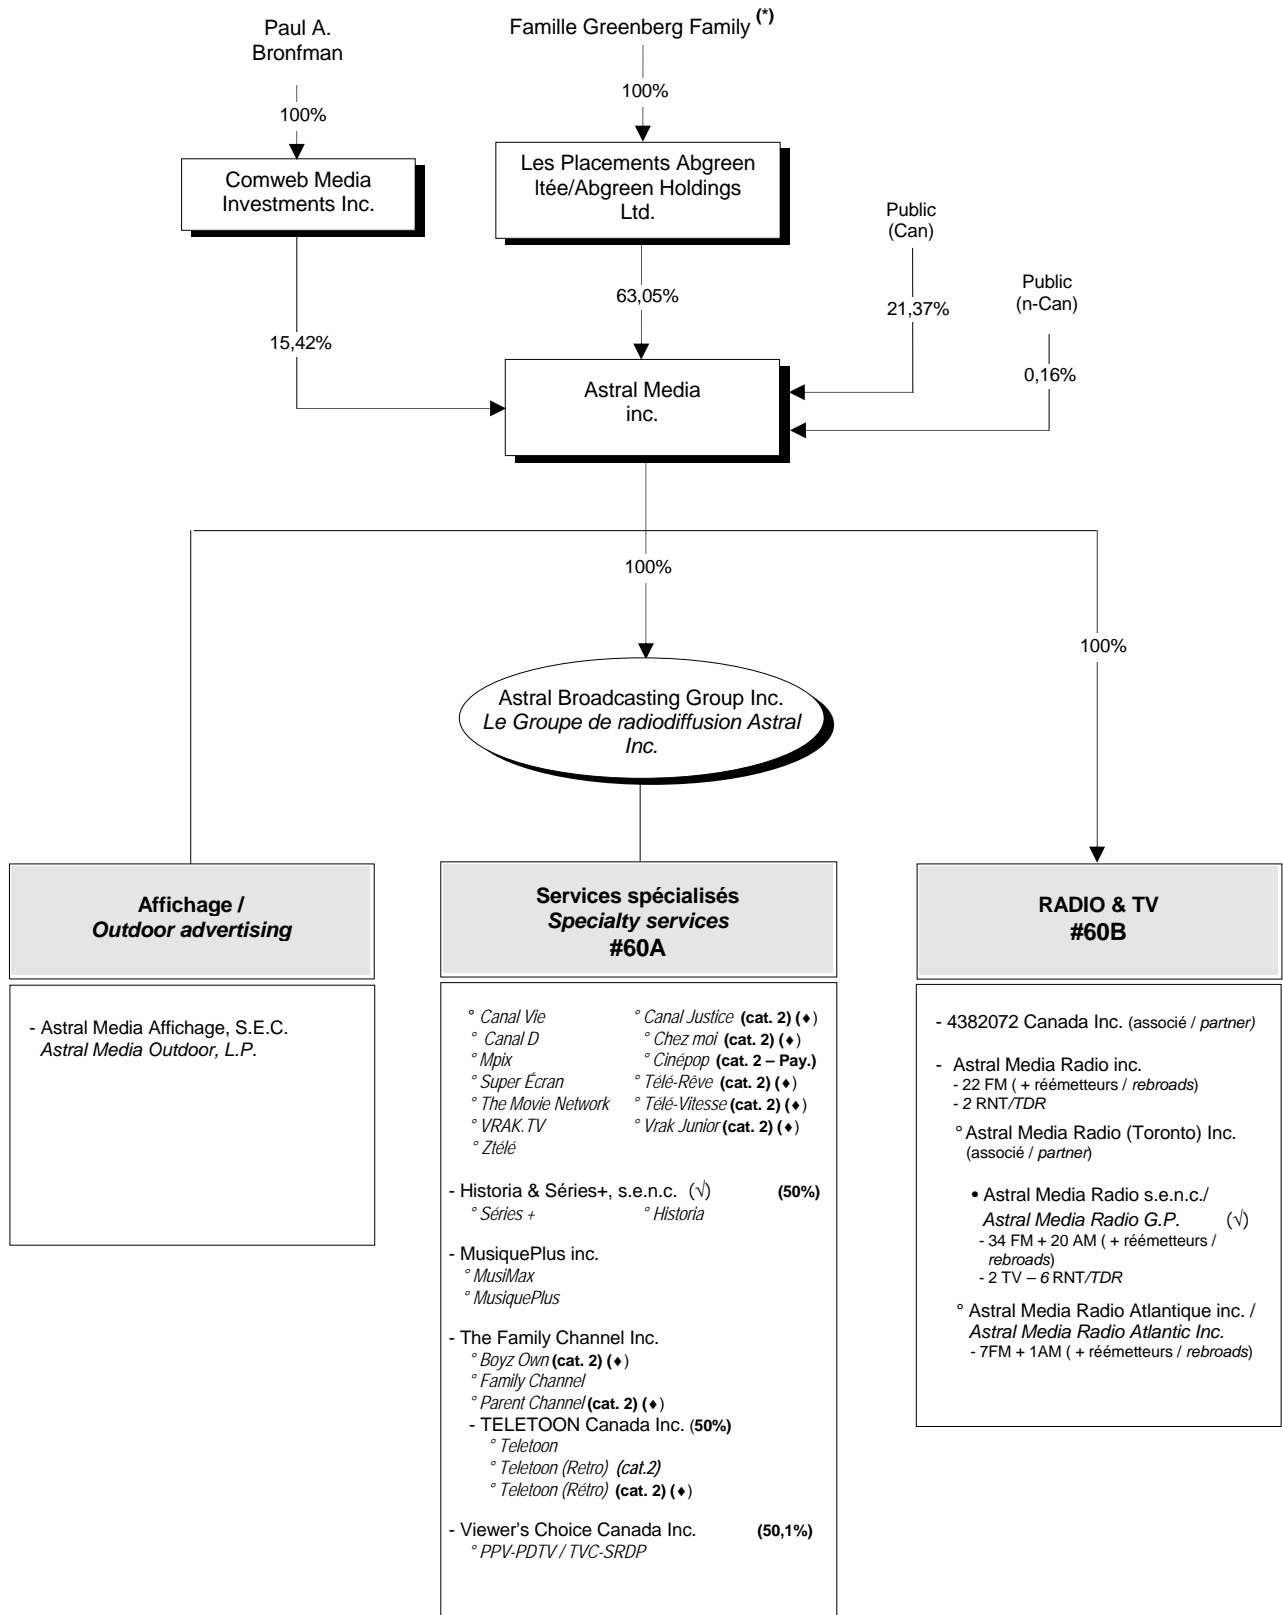 Paul A.
Bronfman
Famille Greenberg Family (*)
100%
100%
Comweb Media
Investments Inc.
Les Placements Abgreen
ltée/Abgreen Holdings
Ltd.
Public
(Can)
Public
(n-Can)
15,42%
63,05%
21,37%
0,16%
Astral Media
inc.
100%
100%
Astral Broadcasting Group Inc.
Le Groupe de radiodiffusion Astral
Inc.
Affichage /
Outdoor advertising
- Astral Media Affichage, S.E.C.
Astral Media Outdoor, L.P.
Services spécialisés
Specialty services
#60A
° Canal Vie
° Canal D
° Mpix
° Super Écran
° The Movie Network
° VRAK.TV
° Ztélé
° Canal Justice (cat. 2) (♦)
° Chez moi (cat. 2) (♦)
° Cinépop (cat. 2 – Pay.)
° Télé-Rêve (cat. 2) (♦)
° Télé-Vitesse (cat. 2) (♦)
° Vrak Junior (cat. 2) (♦)
- Historia & Séries+, s.e.n.c. (√) (50%)
° Séries + ° Historia
- MusiquePlus inc.
° MusiMax
° MusiquePlus
- The Family Channel Inc.
° Boyz Own (cat. 2) (♦)
° Family Channel
° Parent Channel (cat. 2) (♦)
- TELETOON Canada Inc. (50%)
° Teletoon
° Teletoon (Retro) (cat.2)
° Teletoon (Rétro) (cat. 2) (♦)
- Viewer's Choice Canada Inc. (50,1%)
° PPV-PDTV / TVC-SRDP
RADIO & TV
#60B
- 4382072 Canada Inc. (associé / partner)
- Astral Media Radio inc.
- 22 FM ( + réémetteurs / rebroads)
- 2 RNT/TDR
° Astral Media Radio (Toronto) Inc.
(associé / partner)
• Astral Media Radio s.e.n.c./
Astral Media Radio G.P. (√)
- 34 FM + 20 AM ( + réémetteurs /
rebroads)
- 2 TV – 6 RNT/TDR
° Astral Media Radio Atlantique inc. /
Astral Media Radio Atlantic Inc.
- 7FM + 1AM ( + réémetteurs / rebroads)